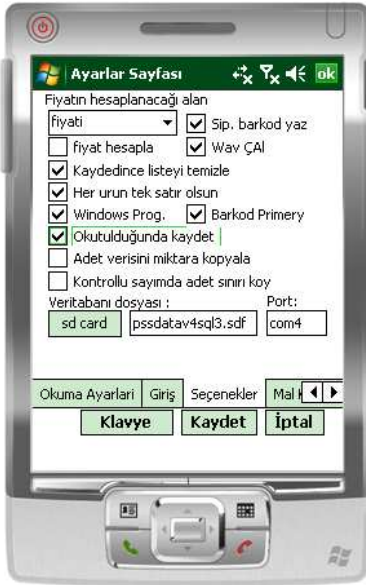 Ayarlar Sayfası ok
Fiyatın hesaplanacağı alan
fiyati Sip. barkod yaz
fiyat hesapla Wav ÇAl
Kaydedince listeyi temizle
Her urun tek satır olsun
Windows Prog. Barkod Primery
Okutulduğunda kaydet
Adet verisini miktara kopyala
Kontrollu sayımda adet sınırı koy
Veritabanı dosyası : Port:
sd card pssdatav4sql3.sdf com4
Okuma Ayarlari Giriş Seçenekler Mal
Klavye Kaydet İptal